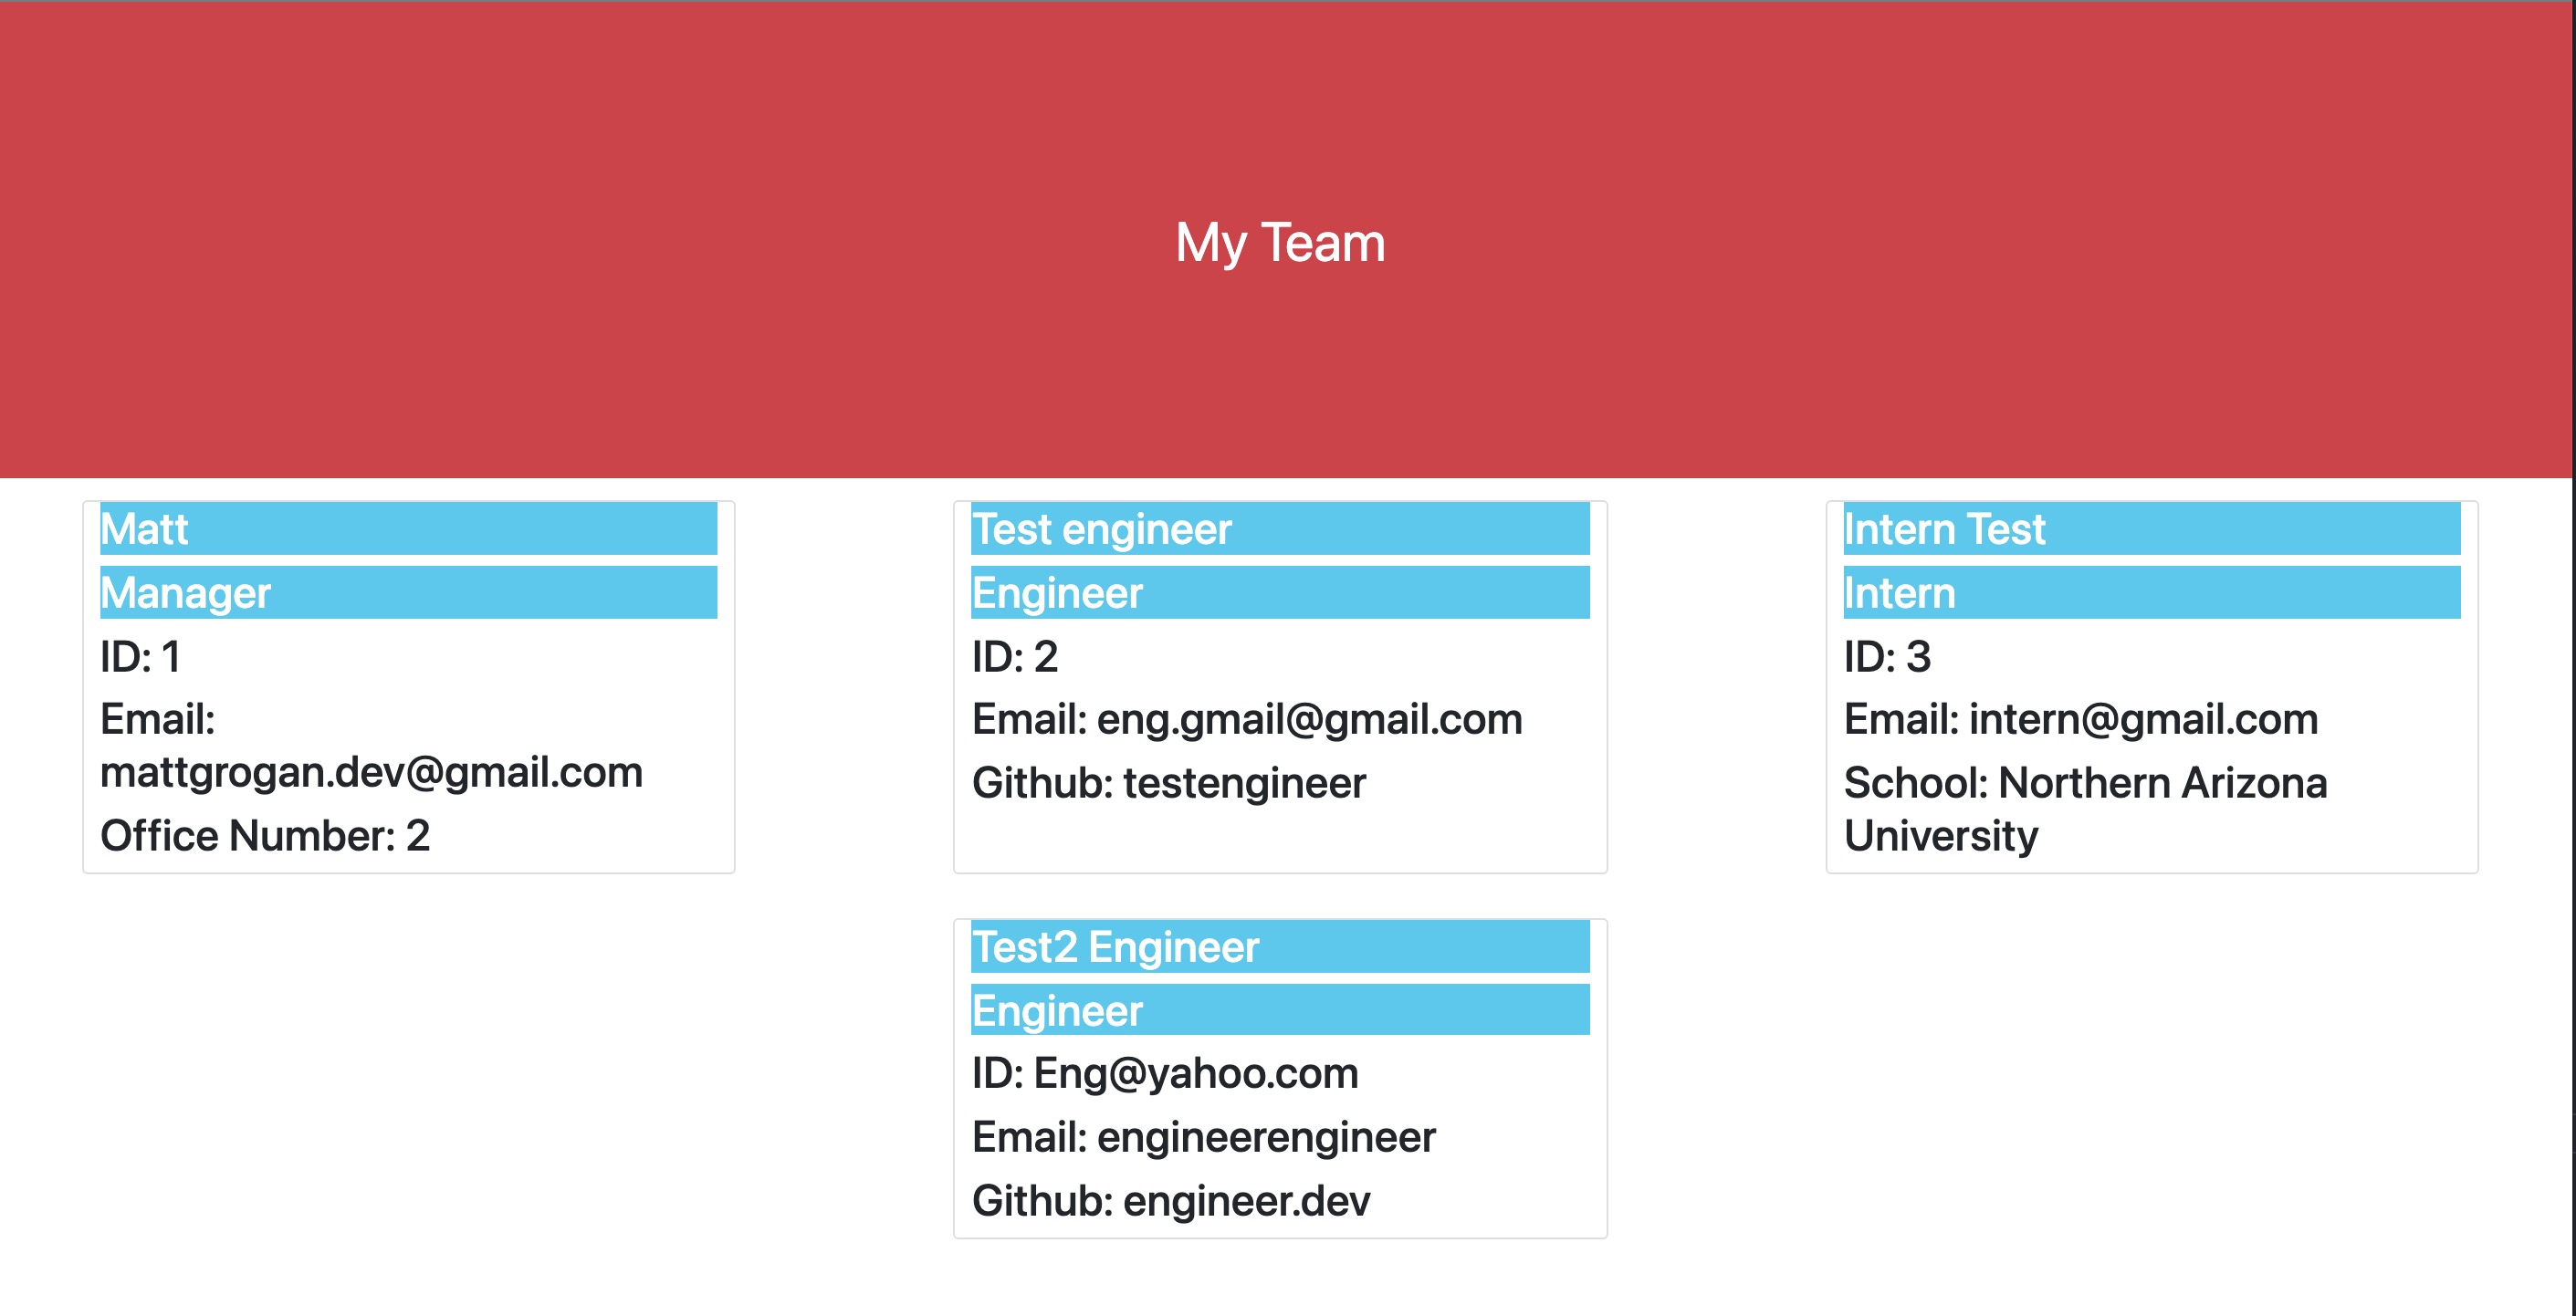 My Team
Matt
Manager
ID: 1
Email:
mattgrogan.dev@gmail.com
Office Number: 2
Test engineer
Engineer
ID: 2
Email: eng.gmail@gmail.com
Github: testengineer
Intern Test
Intern
ID: 3
Email: intern@gmail.com
School: Northern Arizona
University
Test2 Engineer
Engineer
ID: Eng@yahoo.com
Email: engineerengineer
Github: engineer.dev